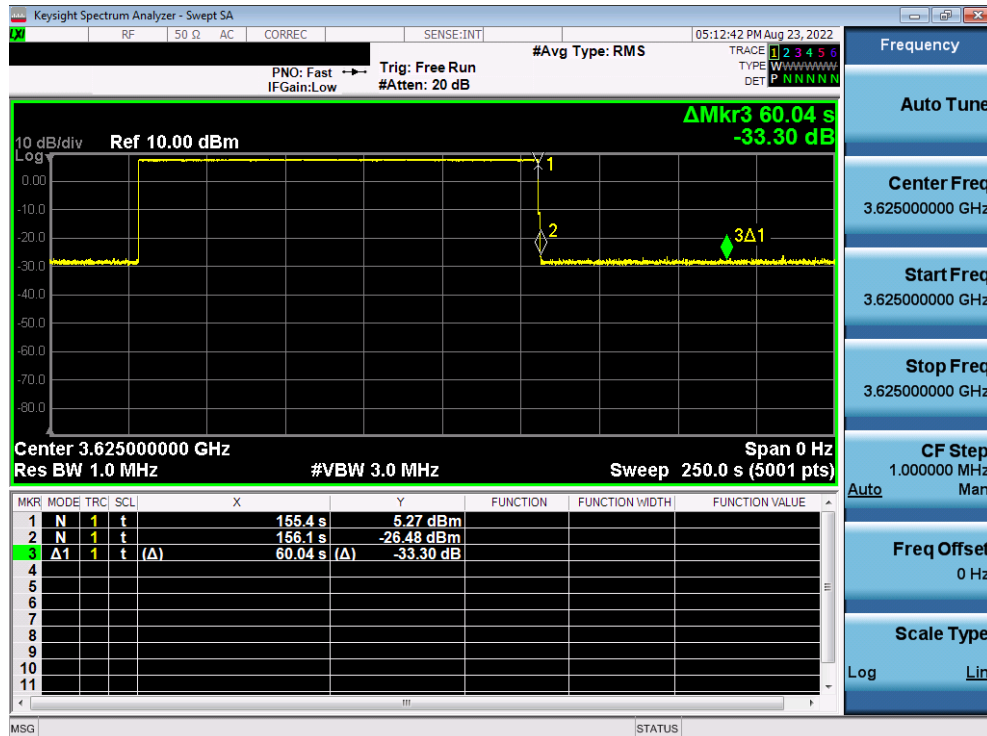 Keysight Spectrum Analyzer - Swept SA
LXI RF 50 Ω AC CORREC SENSE:INT 05:12:42 PM Aug 23, 2022
#Avg Type: RMS
TRACE 1 2 3 4 5 6
TYPE W W W W W W
DET P N N N N N
PNO: Fast Trig: Free Run
IFGain:Low #Atten: 20 dB
ΔMkr3 60.04 s
-33.30 dB
10 dB/div Ref 10.00 dBm
Log
0.00
-10.0
-20.0
-30.0
-40.0
-50.0
-60.0
-70.0
-80.0
1
2
3Δ1
Center 3.625000000 GHz Span 0 Hz
Res BW 1.0 MHz #VBW 3.0 MHz Sweep 250.0 s (5001 pts)
MKR MODE TRC SCL X Y FUNCTION FUNCTION WIDTH FUNCTION VALUE
1 N 1 t 155.4 s 5.27 dBm
2 N 1 t 156.1 s -26.48 dBm
3 Δ1 1 t (Δ) 60.04 s (Δ) -33.30 dB
4
5
6
7
8
9
10
11
MSG STATUS
Frequency
Auto Tune
Center Freq
3.625000000 GHz
Start Freq
3.625000000 GHz
Stop Freq
3.625000000 GHz
CF Step
1.000000 MHz
Auto Man
Freq Offset
0 Hz
Scale Type
Log Lin